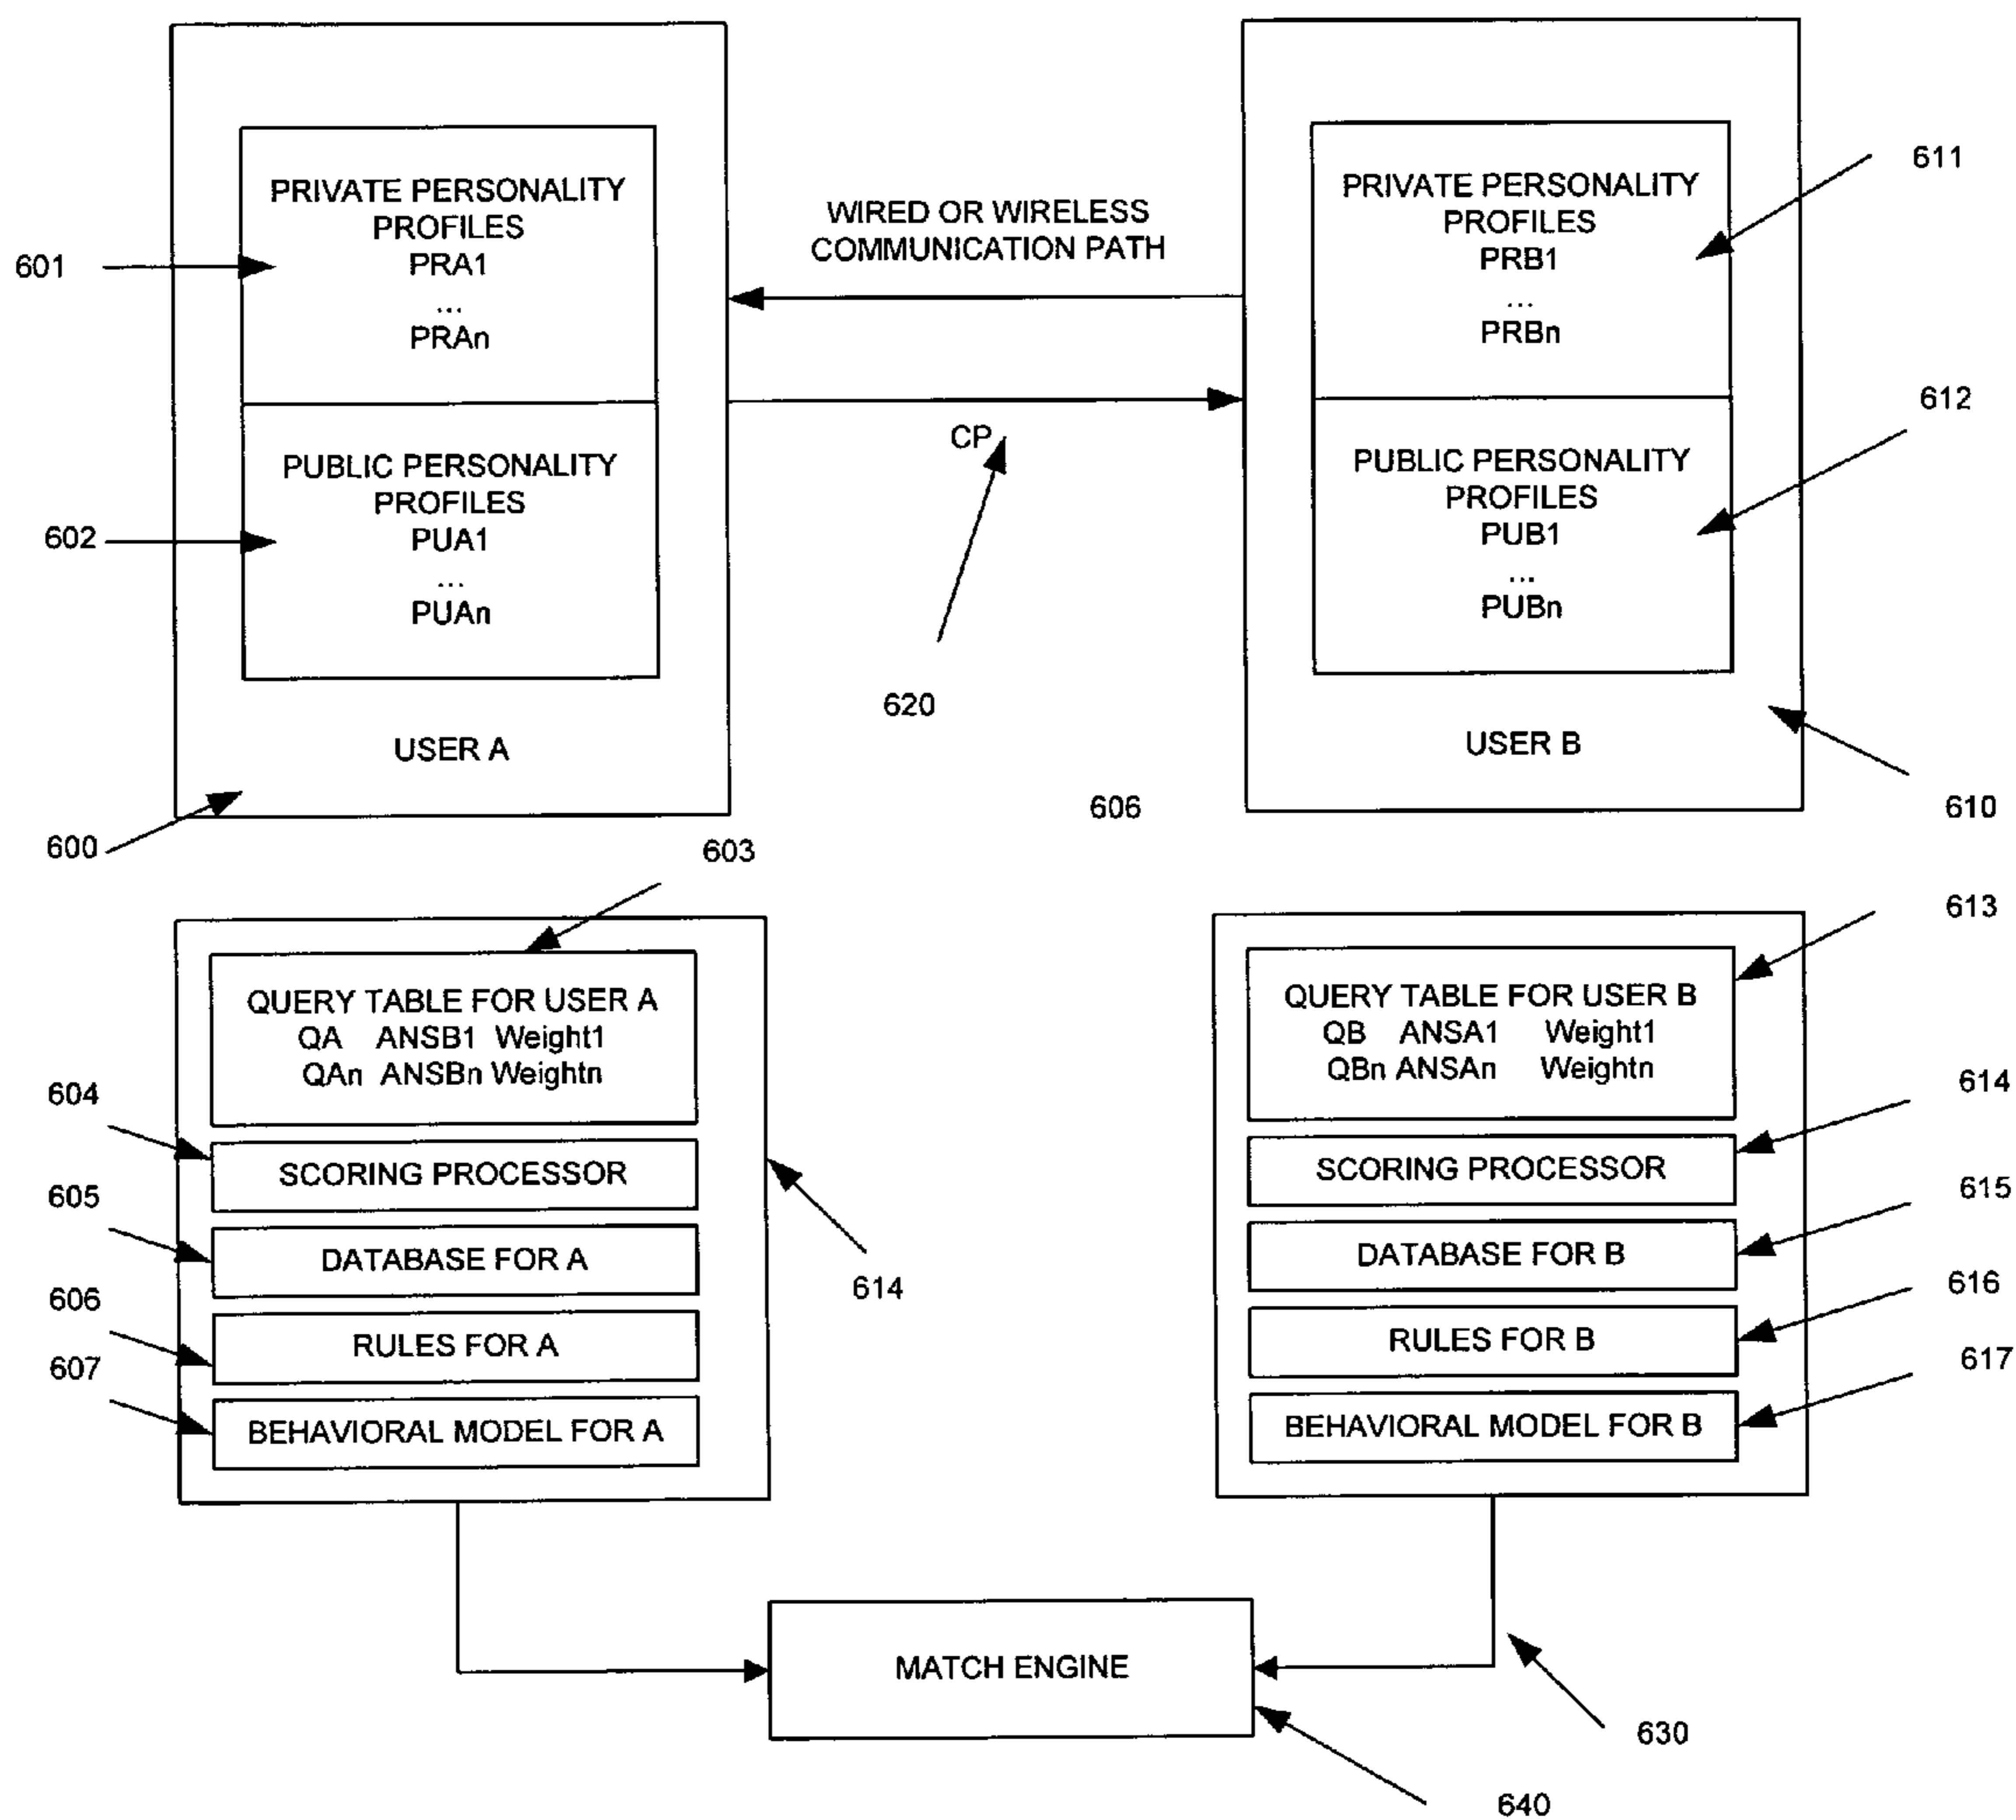 PRIVATE PERSONALITY
PROFILES
PRA1
...
PRAn
601
PUBLIC PERSONALITY
PROFILES
PUA1
...
PUAn
602
USER A
600
WIRED OR WIRELESS
COMMUNICATION PATH
CP
620
PRIVATE PERSONALITY
PROFILES
PRB1
...
PRBn
611
PUBLIC PERSONALITY
PROFILES
PUB1
...
PUBn
612
USER B
610
606
603
QUERY TABLE FOR USER A
QA ANSB1 Weight1
QAn ANSBn Weightn
604
SCORING PROCESSOR
605
DATABASE FOR A
606
RULES FOR A
607
BEHAVIORAL MODEL FOR A
614
613
QUERY TABLE FOR USER B
QB ANSA1 Weight1
QBn ANSAn Weightn
614
SCORING PROCESSOR
615
DATABASE FOR B
616
RULES FOR B
617
BEHAVIORAL MODEL FOR B
MATCH ENGINE
630
640